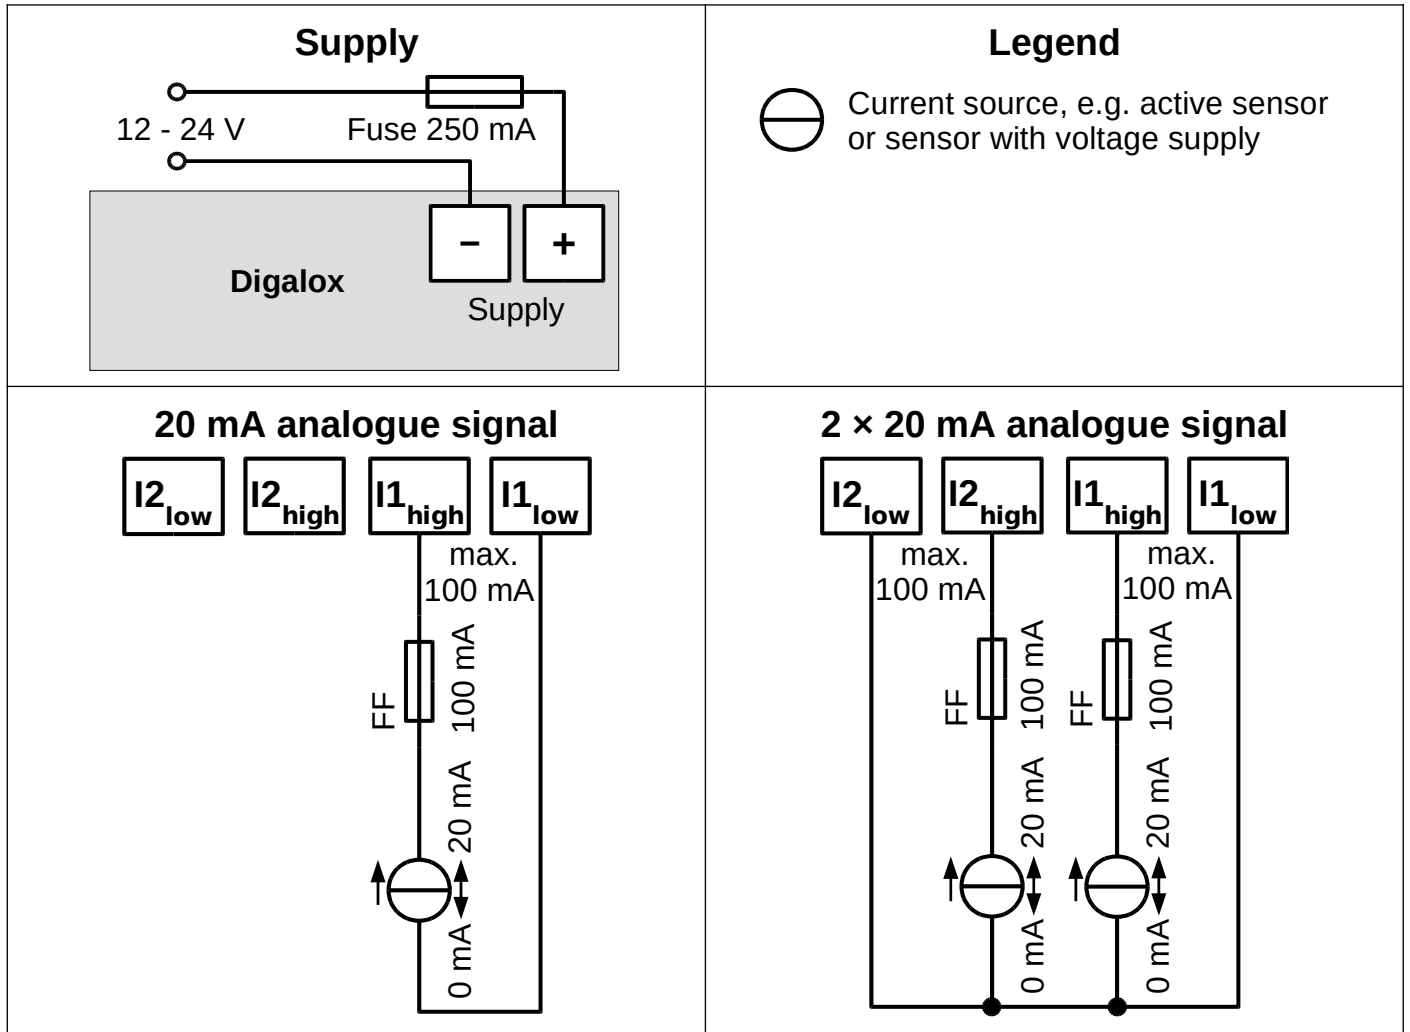 Supply
12 - 24 V
Fuse 250 mA
− +
Digalox
Supply
Legend
Current source, e.g. active sensor
or sensor with voltage supply
20 mA analogue signal
I2low I2high I1high I1low
max.
100 mA
FF
100 mA
20 mA
0 mA
2 × 20 mA analogue signal
I2low I2high I1high I1low
max.
100 mA
max.
100 mA
FF
100 mA
FF
100 mA
20 mA
20 mA
0 mA
0 mA